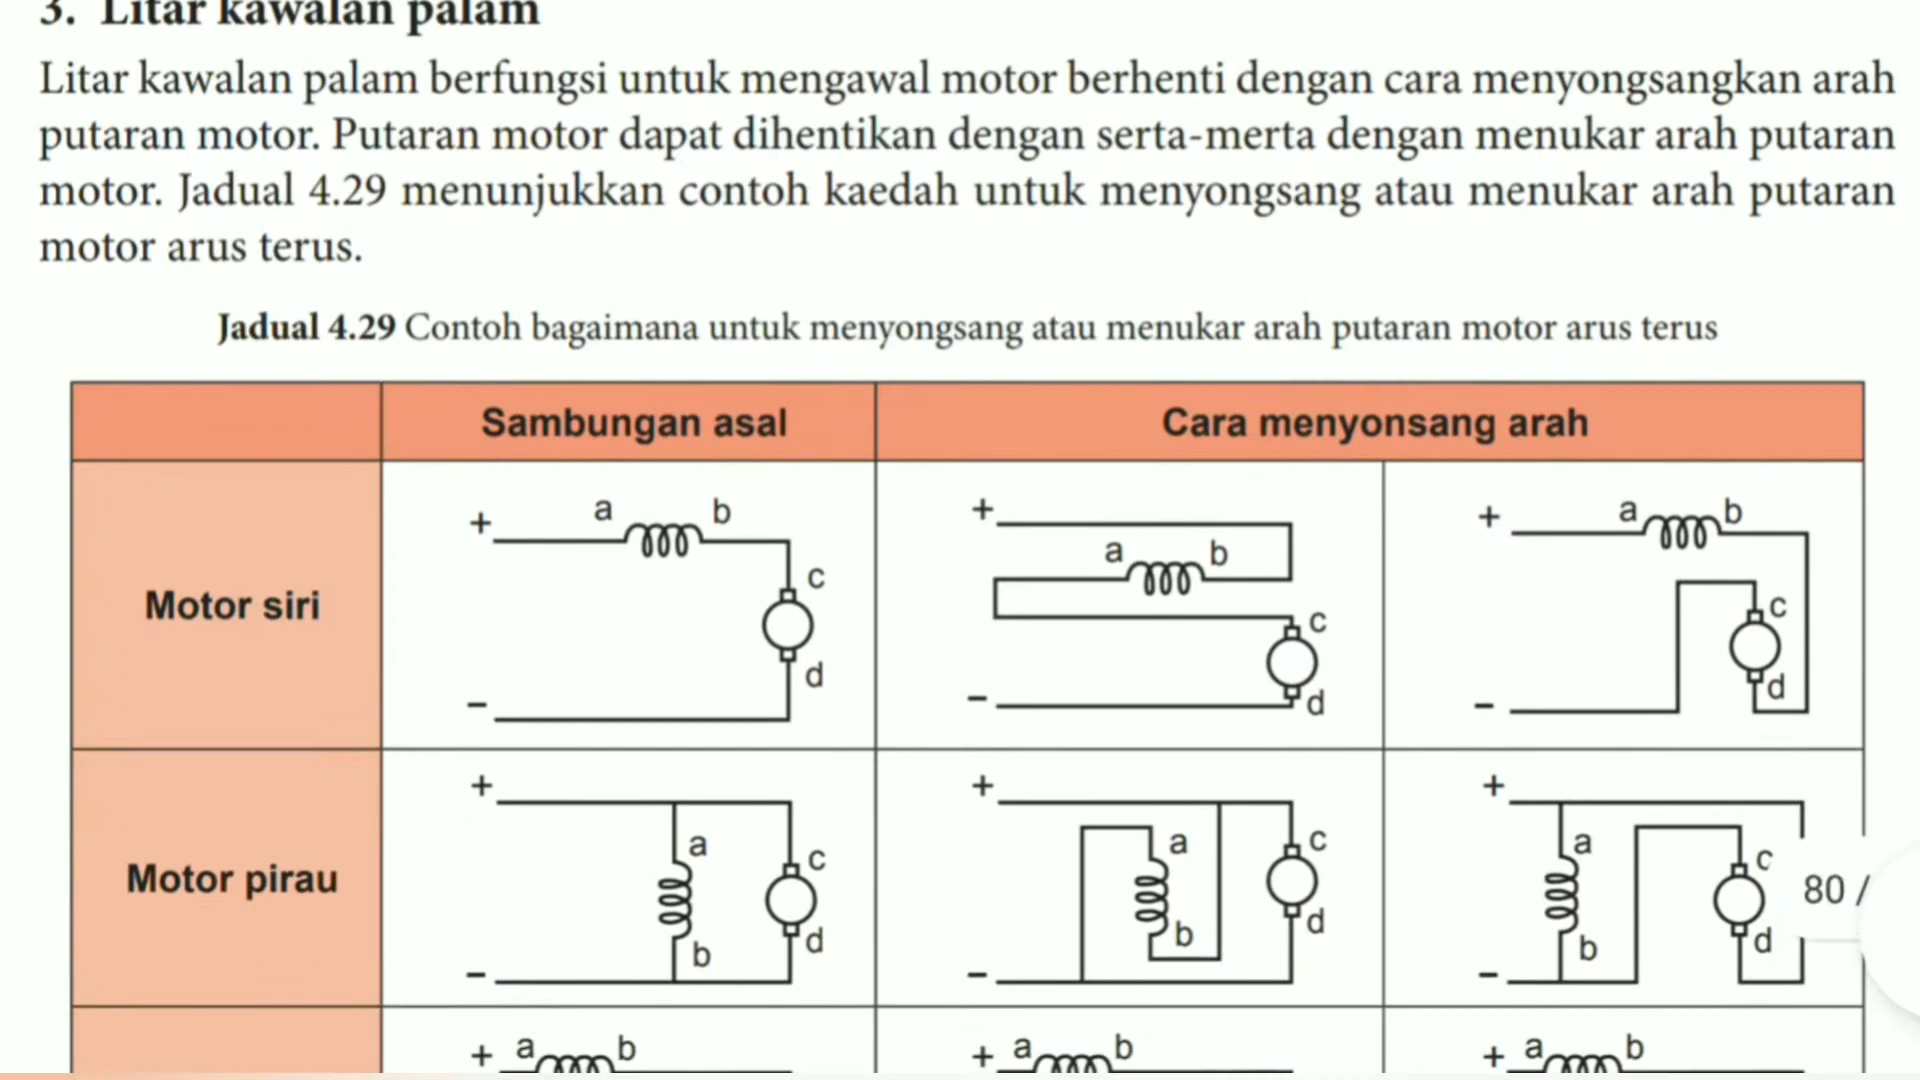 3. Litar kawalan palam
Litar kawalan palam berfungsi untuk mengawal motor berhenti dengan cara menyongsangkan arah
putaran motor. Putaran motor dapat dihentikan dengan serta-merta dengan menukar arah putaran
motor. Jadual 4.29 menunjukkan contoh kaedah untuk menyongsang atau menukar arah putaran
motor arus terus.
Jadual 4.29 Contoh bagaimana untuk menyongsang atau menukar arah putaran motor arus terus
Sambungan asal
Cara menyonsang arah
Motor siri
+ a b
c
d
−
+
a b
c
d
−
+ a b
c
d
−
Motor pirau
+
a
c
b
d
−
+
a
c
b
d
−
+
a
c
b
d
−
80 /
+ a b
+ a b
+ a b